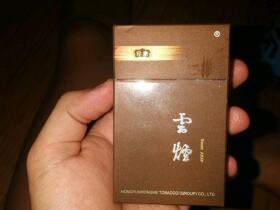 ®
雲煙
HONGYUNHONGHE TOBACCO (GROUP) CO., LTD.